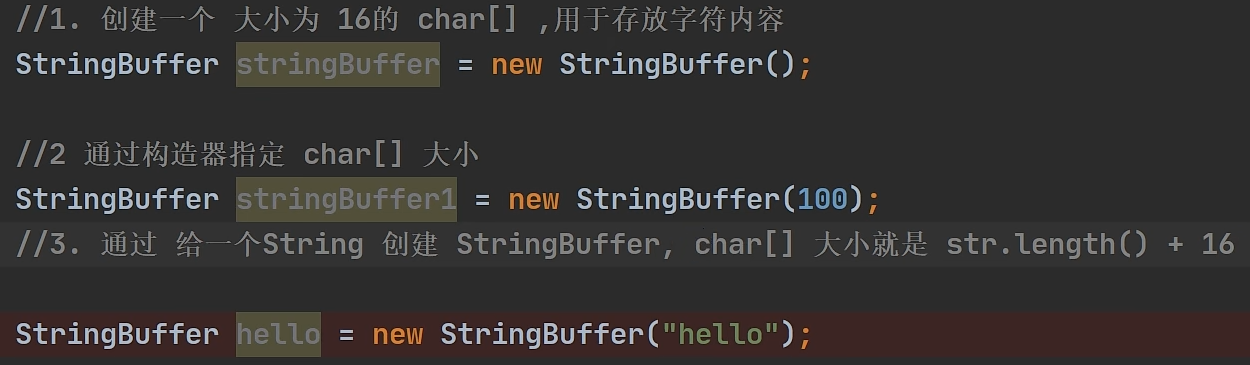 //1. 创建一个 大小为 16的 char[] ,用于存放字符内容
StringBuffer stringBuffer = new StringBuffer();
//2 通过构造器指定 char[] 大小
StringBuffer stringBuffer1 = new StringBuffer(100);
//3. 通过 给一个String 创建 StringBuffer, char[] 大小就是 str.length() + 16
StringBuffer hello = new StringBuffer("hello");